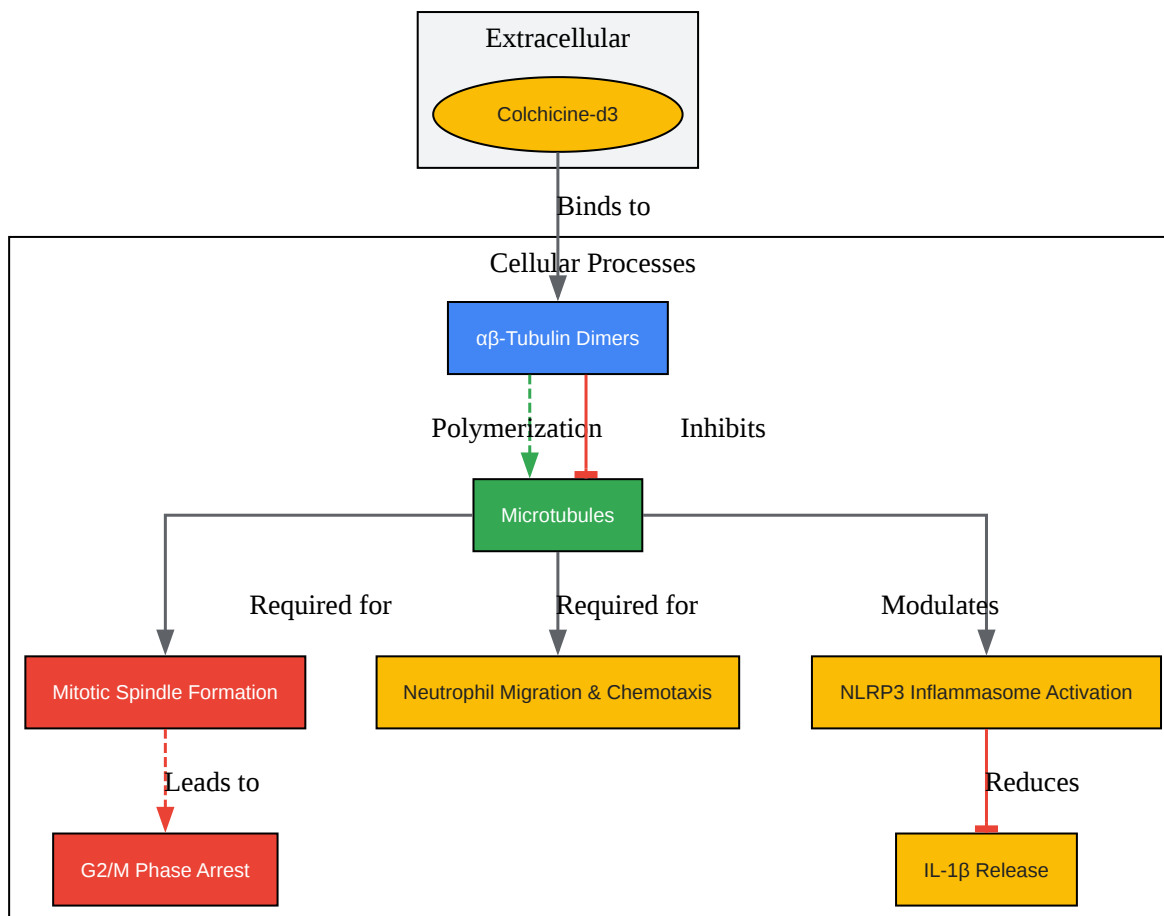 Extracellular
Colchicine-d3
Binds to
Cellular Processes
αβ-Tubulin Dimers
Polymerization
Inhibits
Microtubules
Required for
Required for
Modulates
Mitotic Spindle Formation
Neutrophil Migration & Chemotaxis
NLRP3 Inflammasome Activation
Leads to
Reduces
G2/M Phase Arrest
IL-1β Release